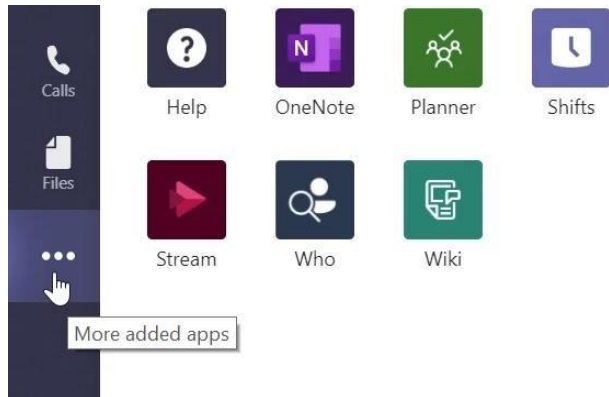 Calls
Files
More added apps
Help
N
OneNote
Planner
Shifts
Stream
Who
Wiki